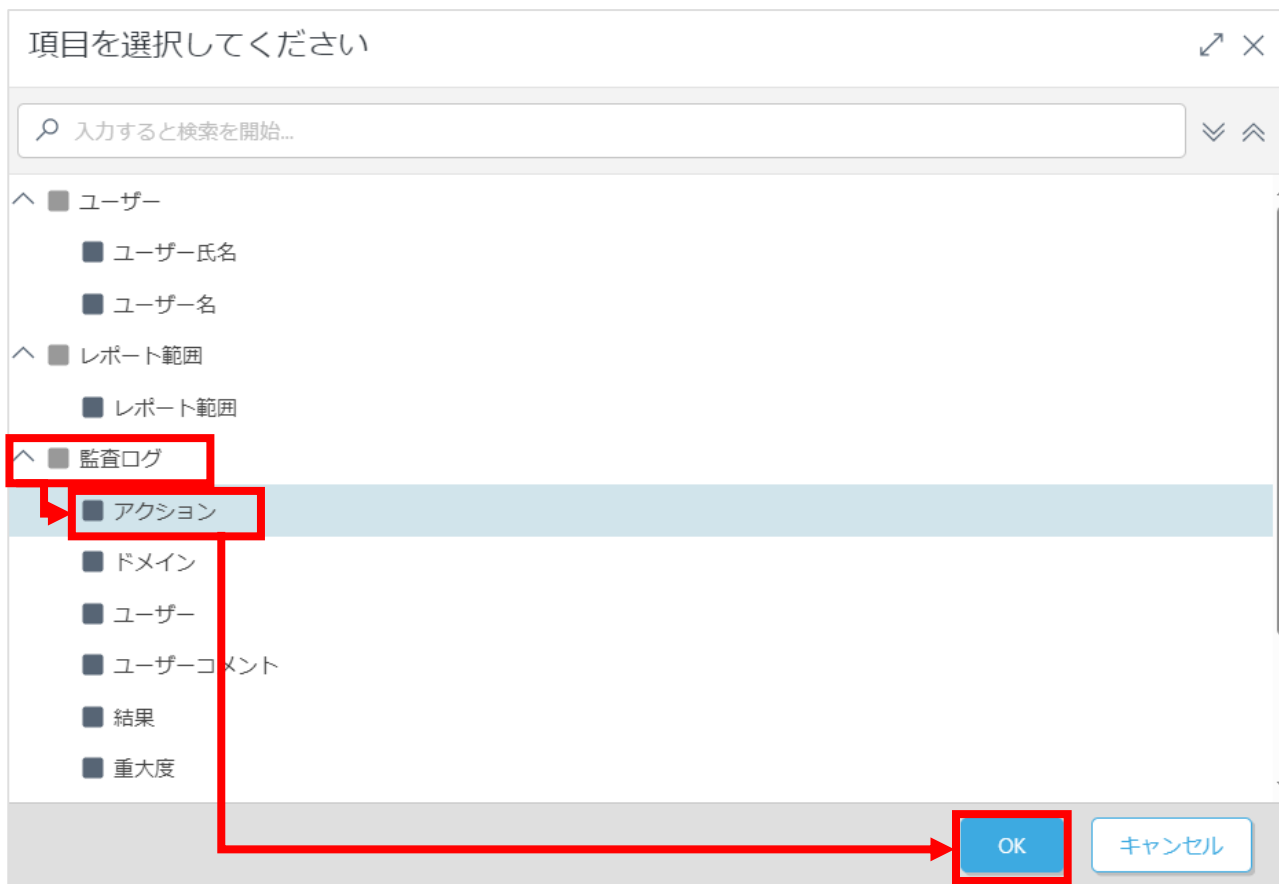 項目を選択してください
入力すると検索を開始...
ユーザー
ユーザー氏名
ユーザー名
レポート範囲
レポート範囲
監査ログ
アクション
ドメイン
ユーザー
ユーザーコメント
結果
重大度
OK キャンセル